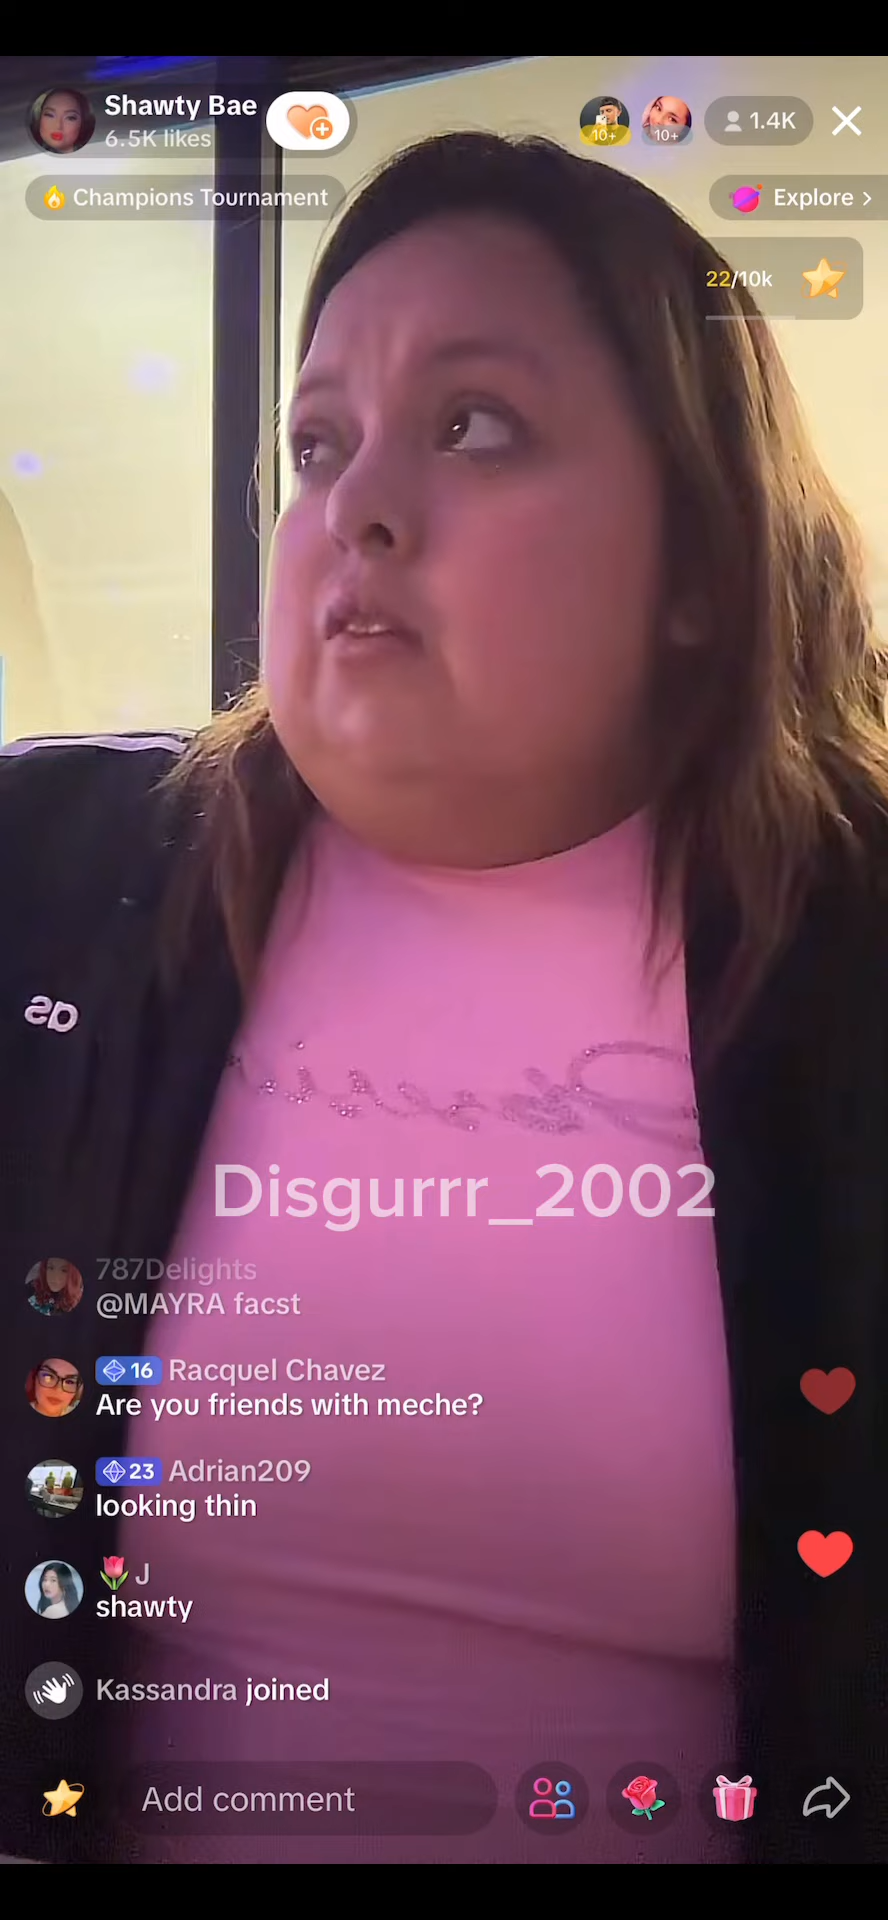 Shawty Bae
6.5K likes
10+
10+
1.4K
Champions Tournament
Explore >
22/10k
Disgurrr_2002
787Delights
@MAYRA facst
16 Racquel Chavez
Are you friends with meche?
23 Adrian209
looking thin
🌷J
shawty
Kassandra joined
Add comment